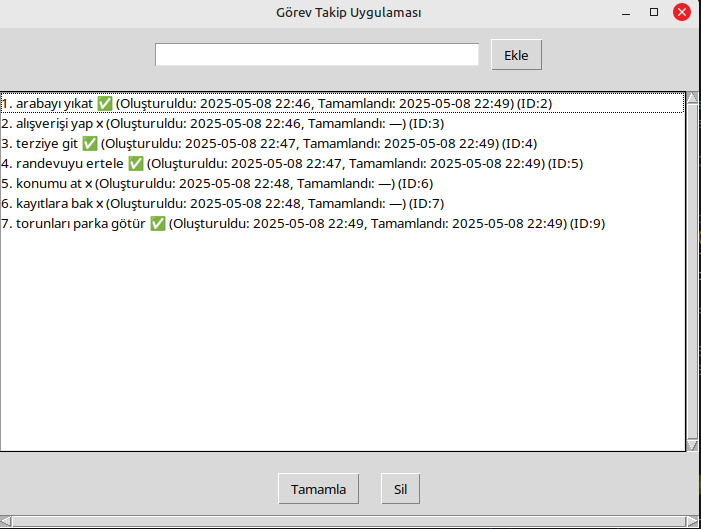 Görev Takip Uygulaması
Ekle
1. arabayı yıkat ✅ (Oluşturuldu: 2025-05-08 22:46, Tamamlandı: 2025-05-08 22:49) (ID:2)
2. alışverişi yap × (Oluşturuldu: 2025-05-08 22:46, Tamamlandı: —) (ID:3)
3. terziye git ✅ (Oluşturuldu: 2025-05-08 22:47, Tamamlandı: 2025-05-08 22:49) (ID:4)
4. randevuyu ertele ✅ (Oluşturuldu: 2025-05-08 22:47, Tamamlandı: 2025-05-08 22:49) (ID:5)
5. konumu at × (Oluşturuldu: 2025-05-08 22:48, Tamamlandı: —) (ID:6)
6. kayıtlara bak × (Oluşturuldu: 2025-05-08 22:48, Tamamlandı: —) (ID:7)
7. torunları parka götür ✅ (Oluşturuldu: 2025-05-08 22:49, Tamamlandı: 2025-05-08 22:49) (ID:9)
Tamamla Sil